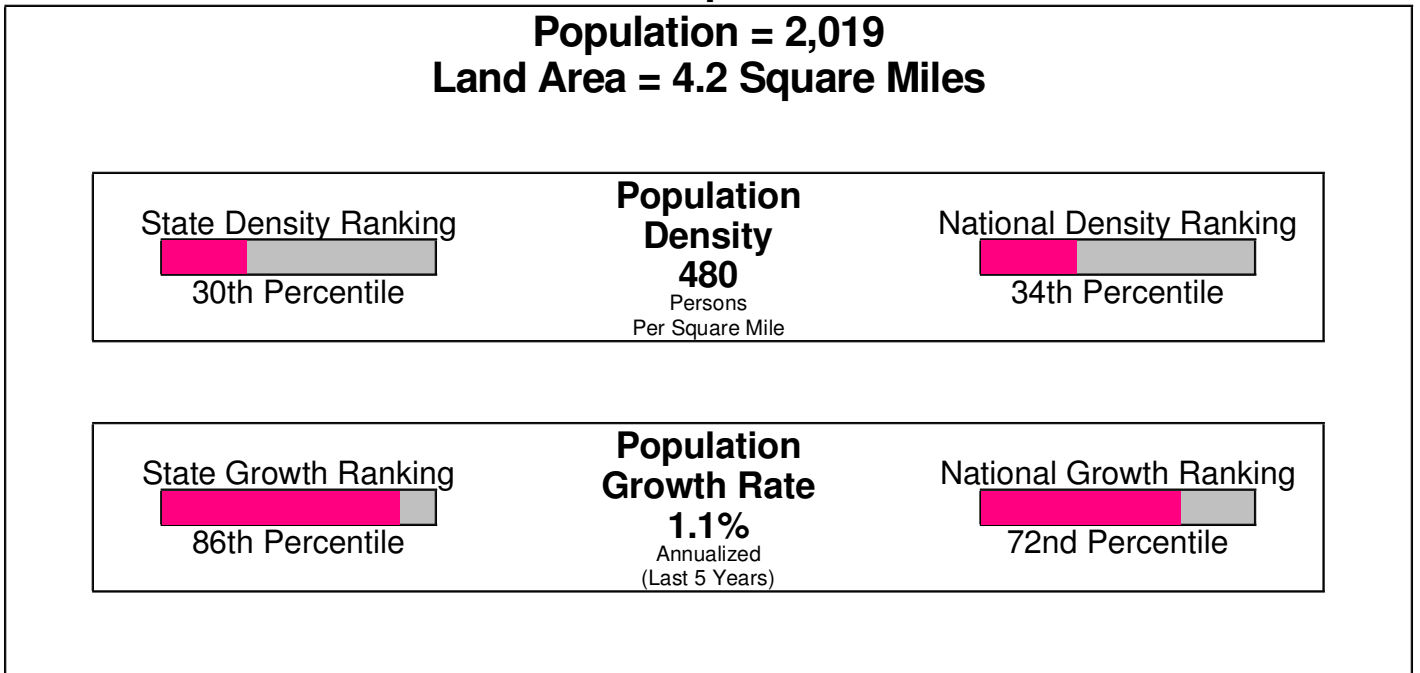 Population = 2,019
Land Area = 4.2 Square Miles
State Density Ranking
30th Percentile
Population
Density
480
Persons
Per Square Mile
National Density Ranking
34th Percentile
State Growth Ranking
86th Percentile
Population
Growth Rate
1.1%
Annualized
(Last 5 Years)
National Growth Ranking
72nd Percentile